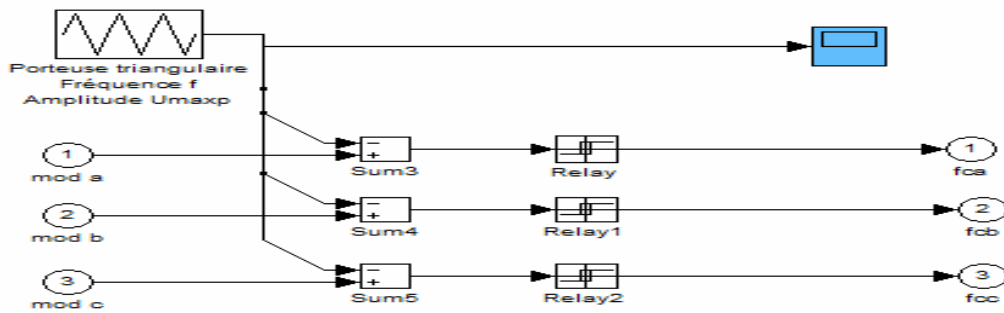 Porteuse triangulaire
Fréquence f
Amplitude Umaxp
1
mod a
−
+
Sum3
Relay
1
fca
2
mod b
−
+
Sum4
Relay1
2
fcb
3
mod c
−
+
Sum5
Relay2
3
fcc